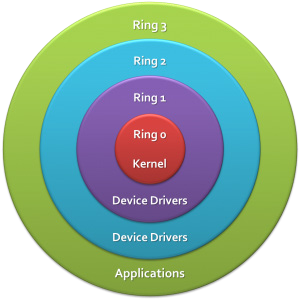 Ring 3
Ring 2
Ring 1
Ring 0
Kernel
Device Drivers
Device Drivers
Applications